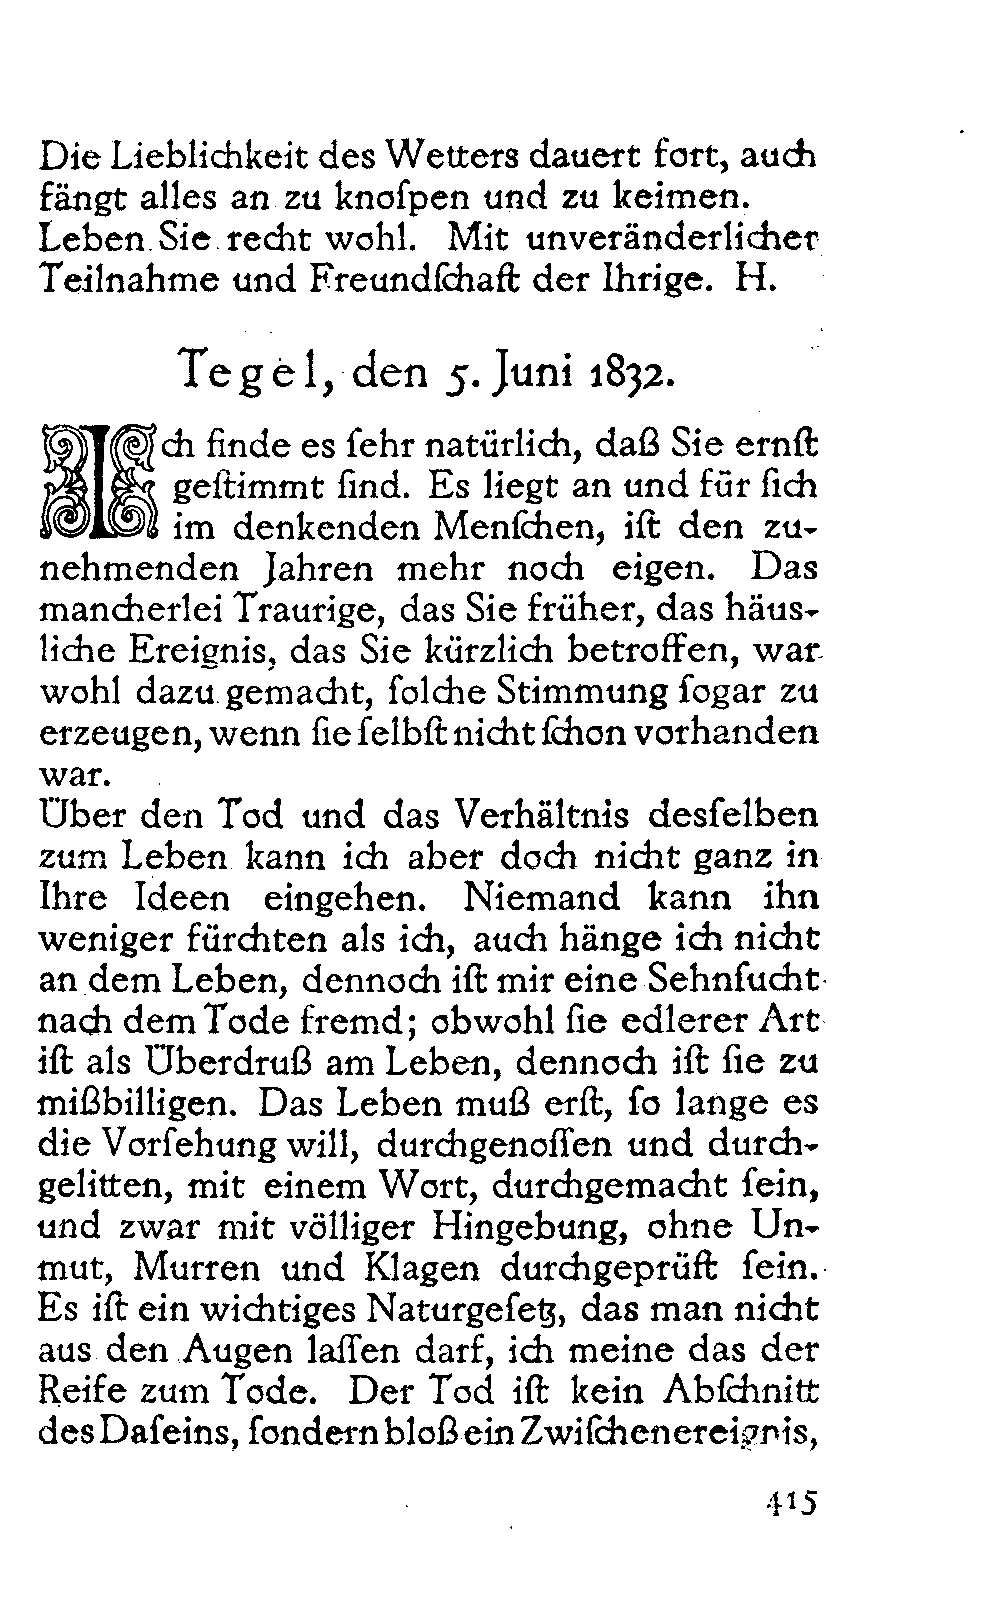 Die Lieblichkeit des Wetters dauert fort, auch
fängt alles an zu knoſpen und zu keimen.
Leben Sie recht wohl. Mit unveränderlicher
Teilnahme und Freundſchaft der Ihrige. H.
Tegel, den 5. Juni 1832.
Ich finde es ſehr natürlich, daß Sie ernſt
geſtimmt ſind. Es liegt an und für ſich
im denkenden Menſchen, iſt den zu-
nehmenden Jahren mehr noch eigen. Das
mancherlei Traurige, das Sie früher, das häus-
liche Ereignis, das Sie kürzlich betroffen, war
wohl dazu gemacht, ſolche Stimmung ſogar zu
erzeugen, wenn ſie ſelbſt nicht ſchon vorhanden
war.
Über den Tod und das Verhältnis desſelben
zum Leben kann ich aber doch nicht ganz in
Ihre Ideen eingehen. Niemand kann ihn
weniger fürchten als ich, auch hänge ich nicht
an dem Leben, dennoch iſt mir eine Sehnſucht
nach dem Tode fremd; obwohl ſie edlerer Art
iſt als Überdruß am Leben, dennoch iſt ſie zu
mißbilligen. Das Leben muß erſt, ſo lange es
die Vorſehung will, durchgenoſſen und durch-
gelitten, mit einem Wort, durchgemacht ſein,
und zwar mit völliger Hingebung, ohne Un-
mut, Murren und Klagen durchgeprüft ſein.
Es iſt ein wichtiges Naturgeſetz, das man nicht
aus den Augen laſſen darf, ich meine das der
Reife zum Tode. Der Tod iſt kein Abſchnitt
des Daſeins, ſondern bloß ein Zwiſchenereignis,
415